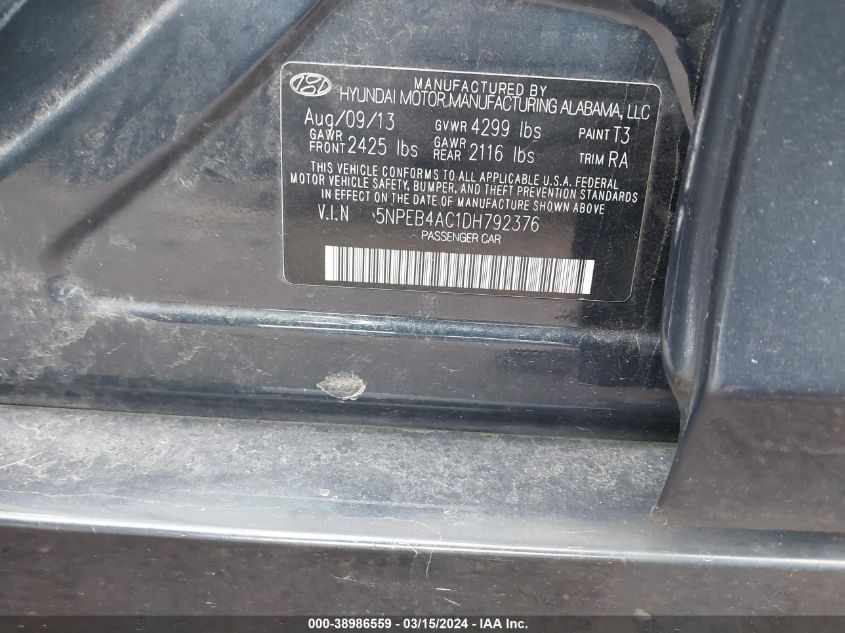 MANUFACTURED BY
HYUNDAI MOTOR MANUFACTURING ALABAMA, LLC
Aug/09/13 GVWR 4299 lbs PAINT T3
GAWR FRONT 2425 lbs GAWR REAR 2116 lbs TRIM RA
THIS VEHICLE CONFORMS TO ALL APPLICABLE U.S.A. FEDERAL
MOTOR VEHICLE SAFETY, BUMPER, AND THEFT PREVENTION STANDARDS
IN EFFECT ON THE DATE OF MANUFACTURE SHOWN ABOVE
V.I.N 5NPEB4AC1DH792376
PASSENGER CAR
000-38986559 - 03/15/2024 - IAA Inc.